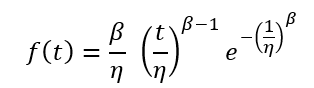 f(t) = β/η (t/η)^(β−1) e^(−(1/η)^β)